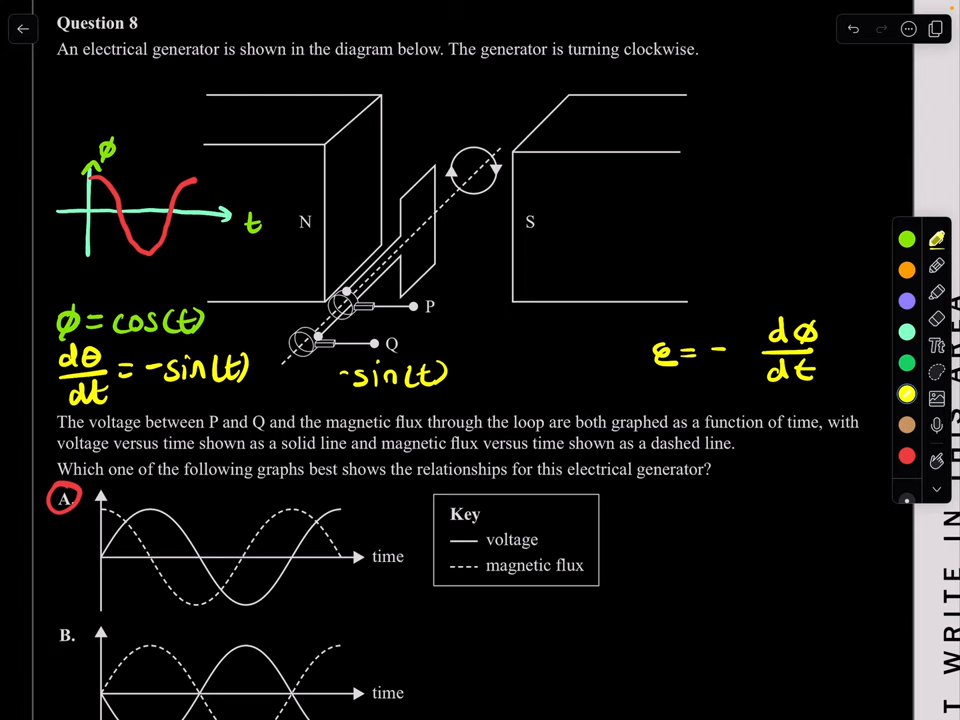 Question 8
An electrical generator is shown in the diagram below. The generator is turning clockwise.
ϕ
t
N
S
P
Q
ϕ = cos(t)
dθ/dt = -sin(t)
-sin(t)
ε = - dϕ/dt
The voltage between P and Q and the magnetic flux through the loop are both graphed as a function of time, with
voltage versus time shown as a solid line and magnetic flux versus time shown as a dashed line.
Which one of the following graphs best shows the relationships for this electrical generator?
A.
time
Key
voltage
magnetic flux
B.
time
T WRITE IN THIS AREA
Tт